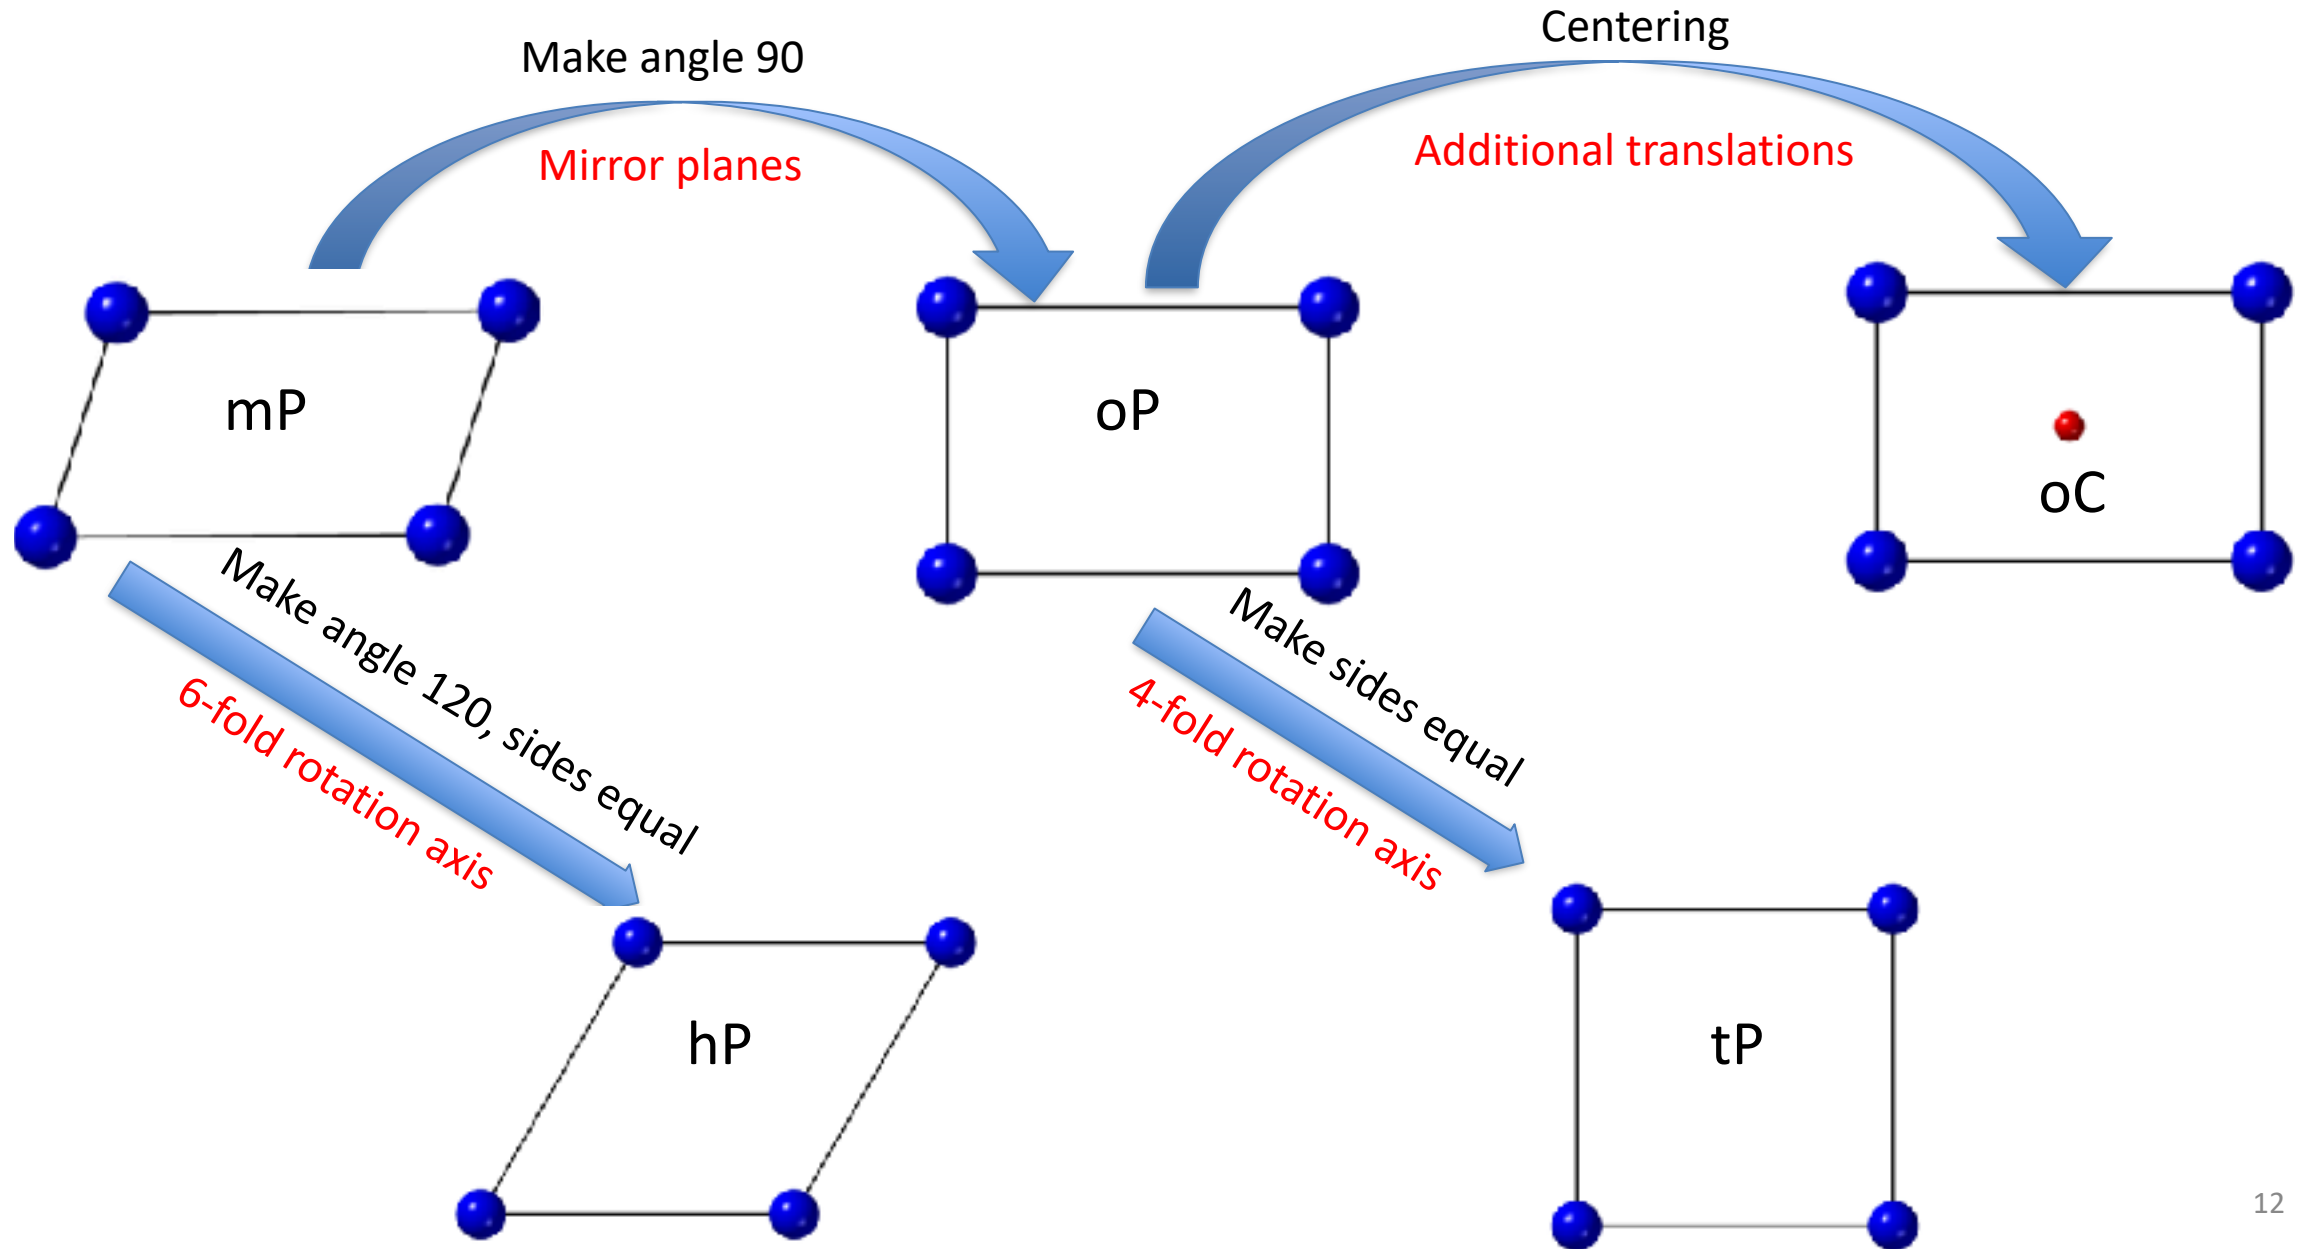 Centering
Make angle 90
Additional translations
Mirror planes
mP
oP
oC
Make angle 120, sides equal
6-fold rotation axis
Make sides equal
4-fold rotation axis
hP
tP
12